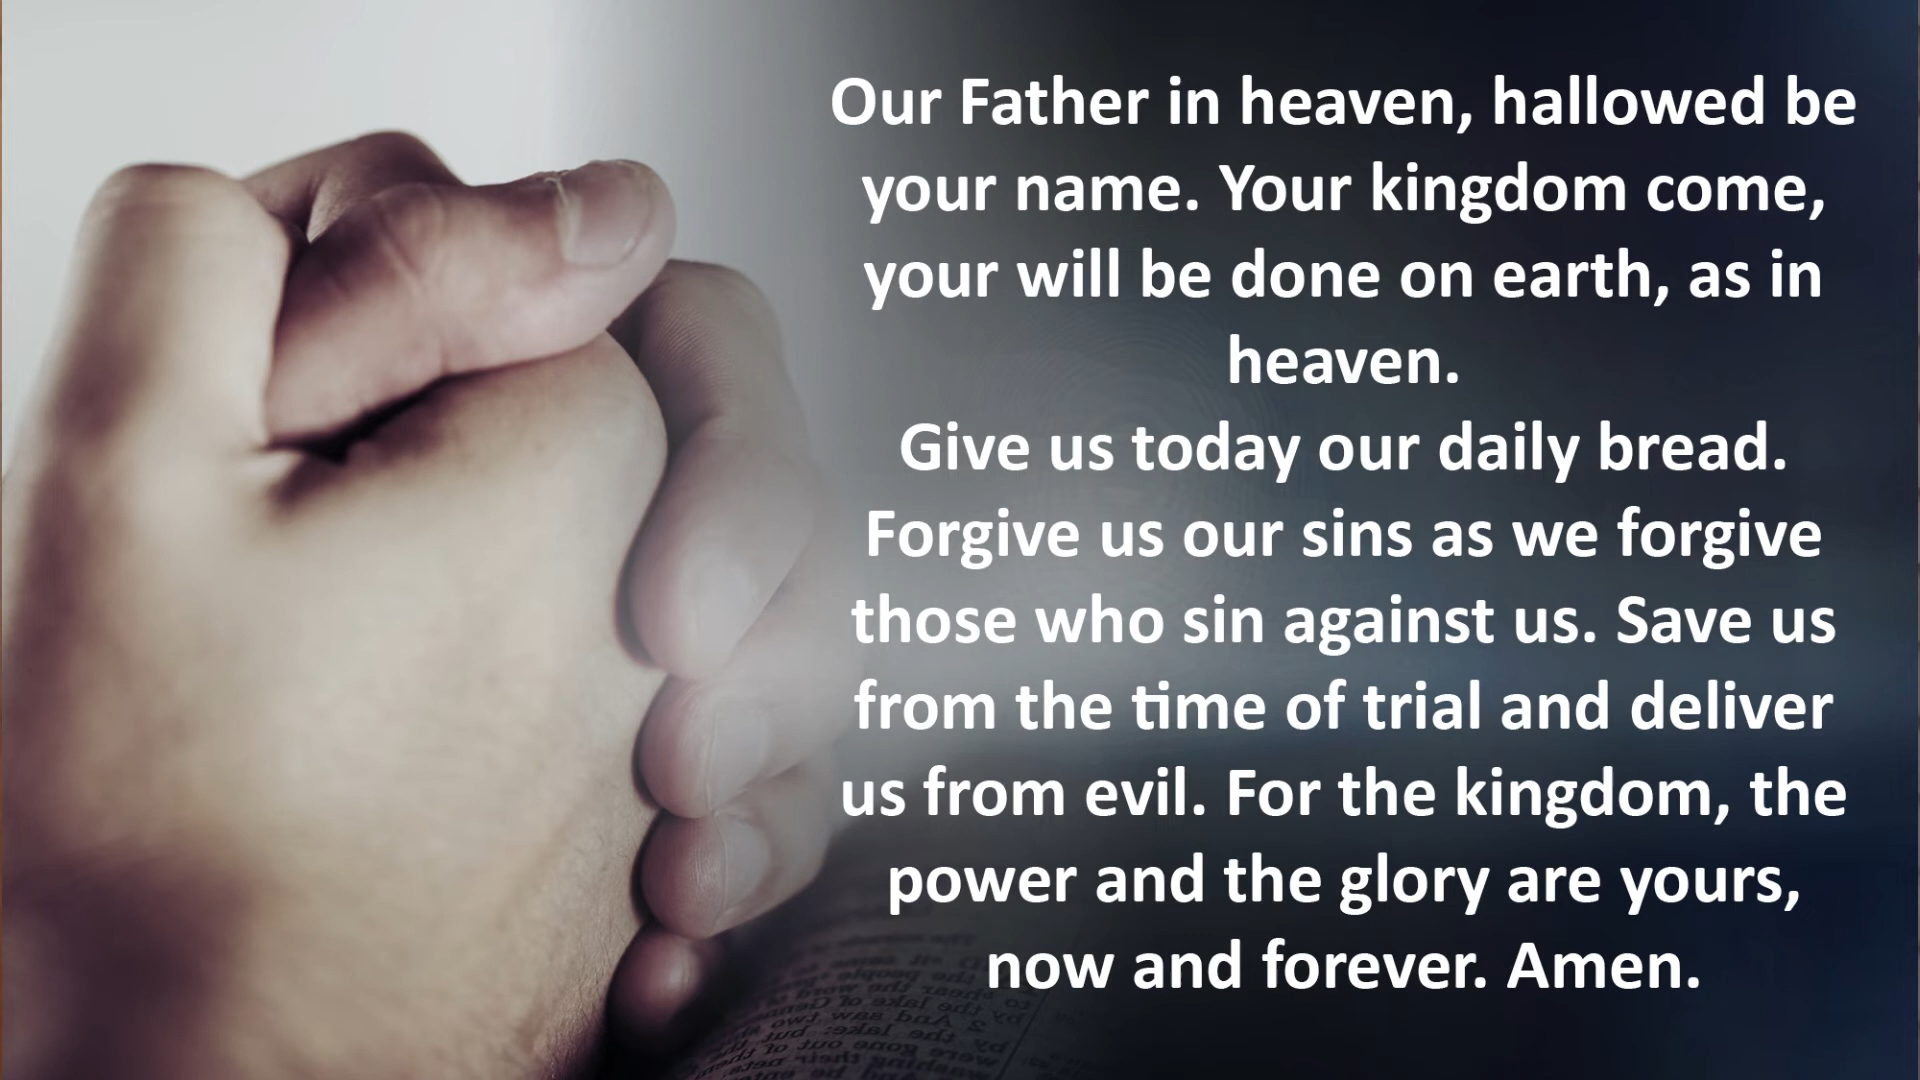 Our Father in heaven, hallowed be
your name. Your kingdom come,
your will be done on earth, as in
heaven.
Give us today our daily bread.
Forgive us our sins as we forgive
those who sin against us. Save us
from the time of trial and deliver
us from evil. For the kingdom, the
power and the glory are yours,
now and forever. Amen.